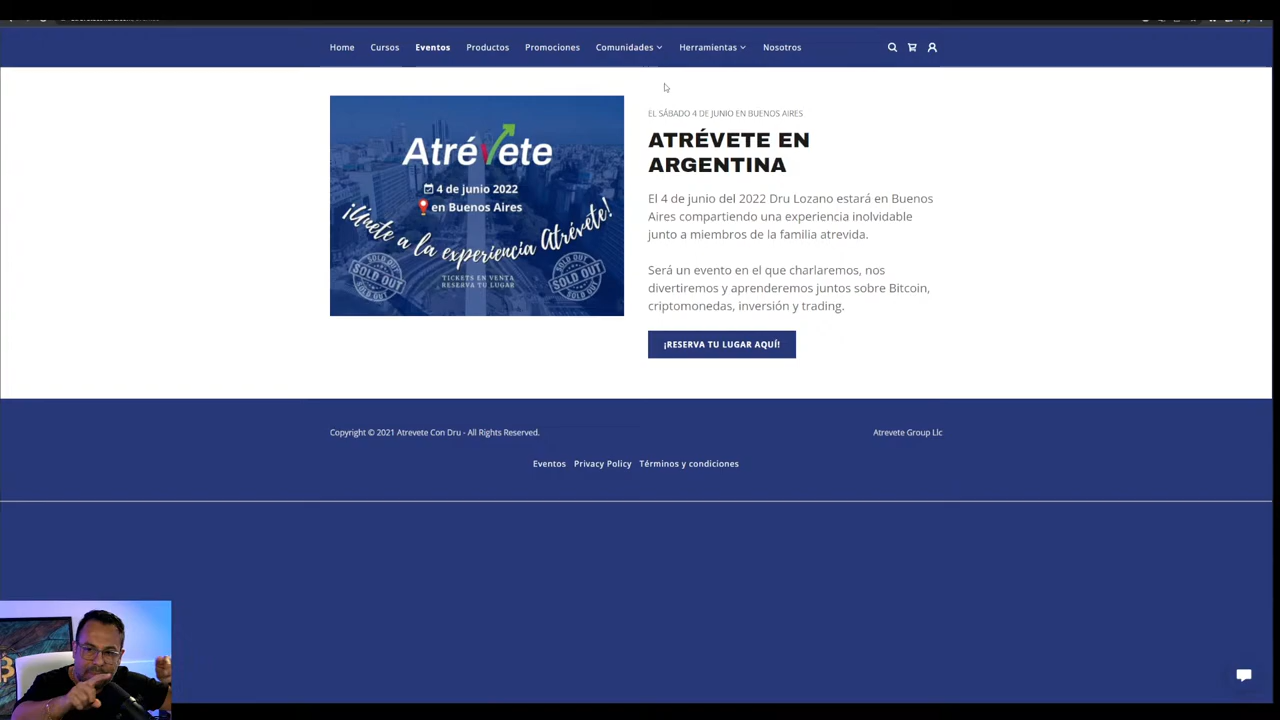 Home Cursos Eventos Productos Promociones Comunidades Herramientas Nosotros
Atrévete
4 de junio 2022
en Buenos Aires
¡Únete a la experiencia Atrévete!
SOLD OUT
SOLD OUT
SOLD OUT
SOLD OUT
TICKETS EN VENTA
RESERVA TU LUGAR
EL SÁBADO 4 DE JUNIO EN BUENOS AIRES
ATRÉVETE EN
ARGENTINA
El 4 de junio del 2022 Dru Lozano estará en Buenos
Aires compartiendo una experiencia inolvidable
junto a miembros de la familia atrevida.
Será un evento en el que charlaremos, nos
divertiremos y aprenderemos juntos sobre Bitcoin,
criptomonedas, inversión y trading.
¡RESERVA TU LUGAR AQUÍ!
Copyright © 2021 Atrevete Con Dru - All Rights Reserved.
Atrevete Group Llc
Eventos Privacy Policy Términos y condiciones